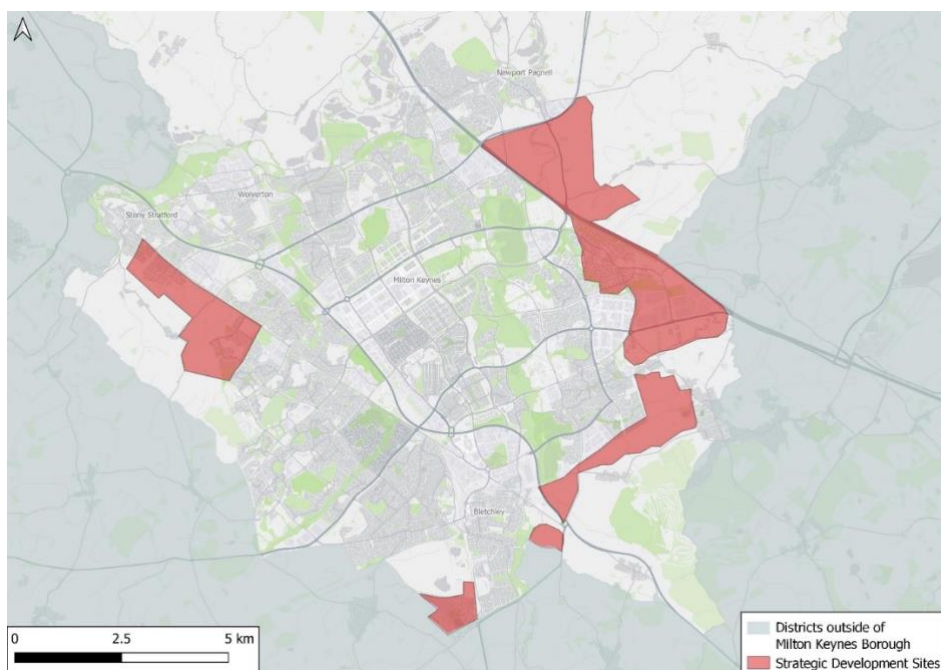 Newport Pagnell
Wolverton
Stony Stratford
Milton Keynes
Bletchley
0 2.5 5 km
Districts outside of
Milton Keynes Borough
Strategic Development Sites